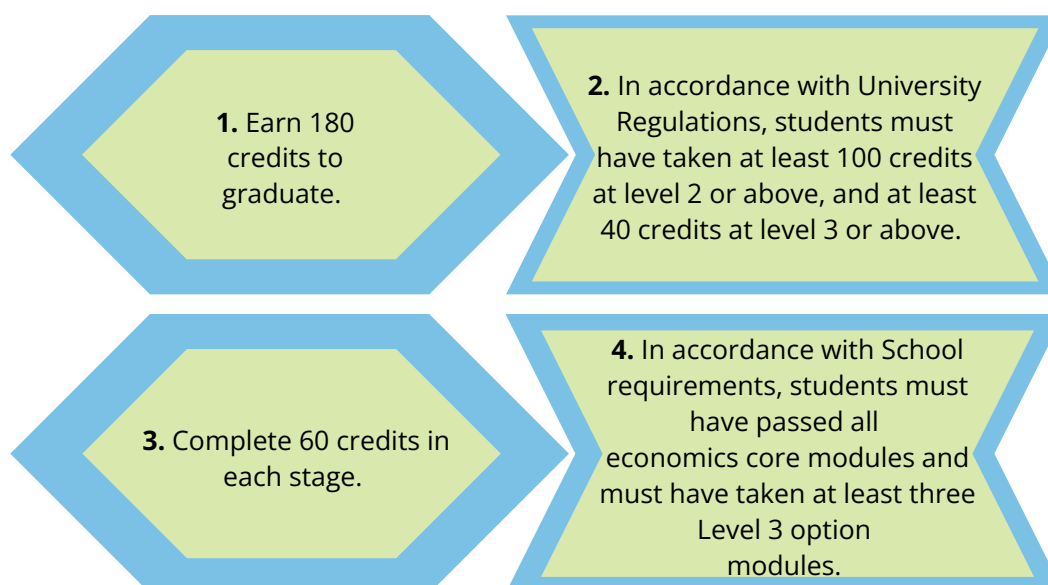 1. Earn 180
credits to
graduate.
2. In accordance with University
Regulations, students must
have taken at least 100 credits
at level 2 or above, and at least
40 credits at level 3 or above.
3. Complete 60 credits in
each stage.
4. In accordance with School
requirements, students must
have passed all
economics core modules and
must have taken at least three
Level 3 option
modules.